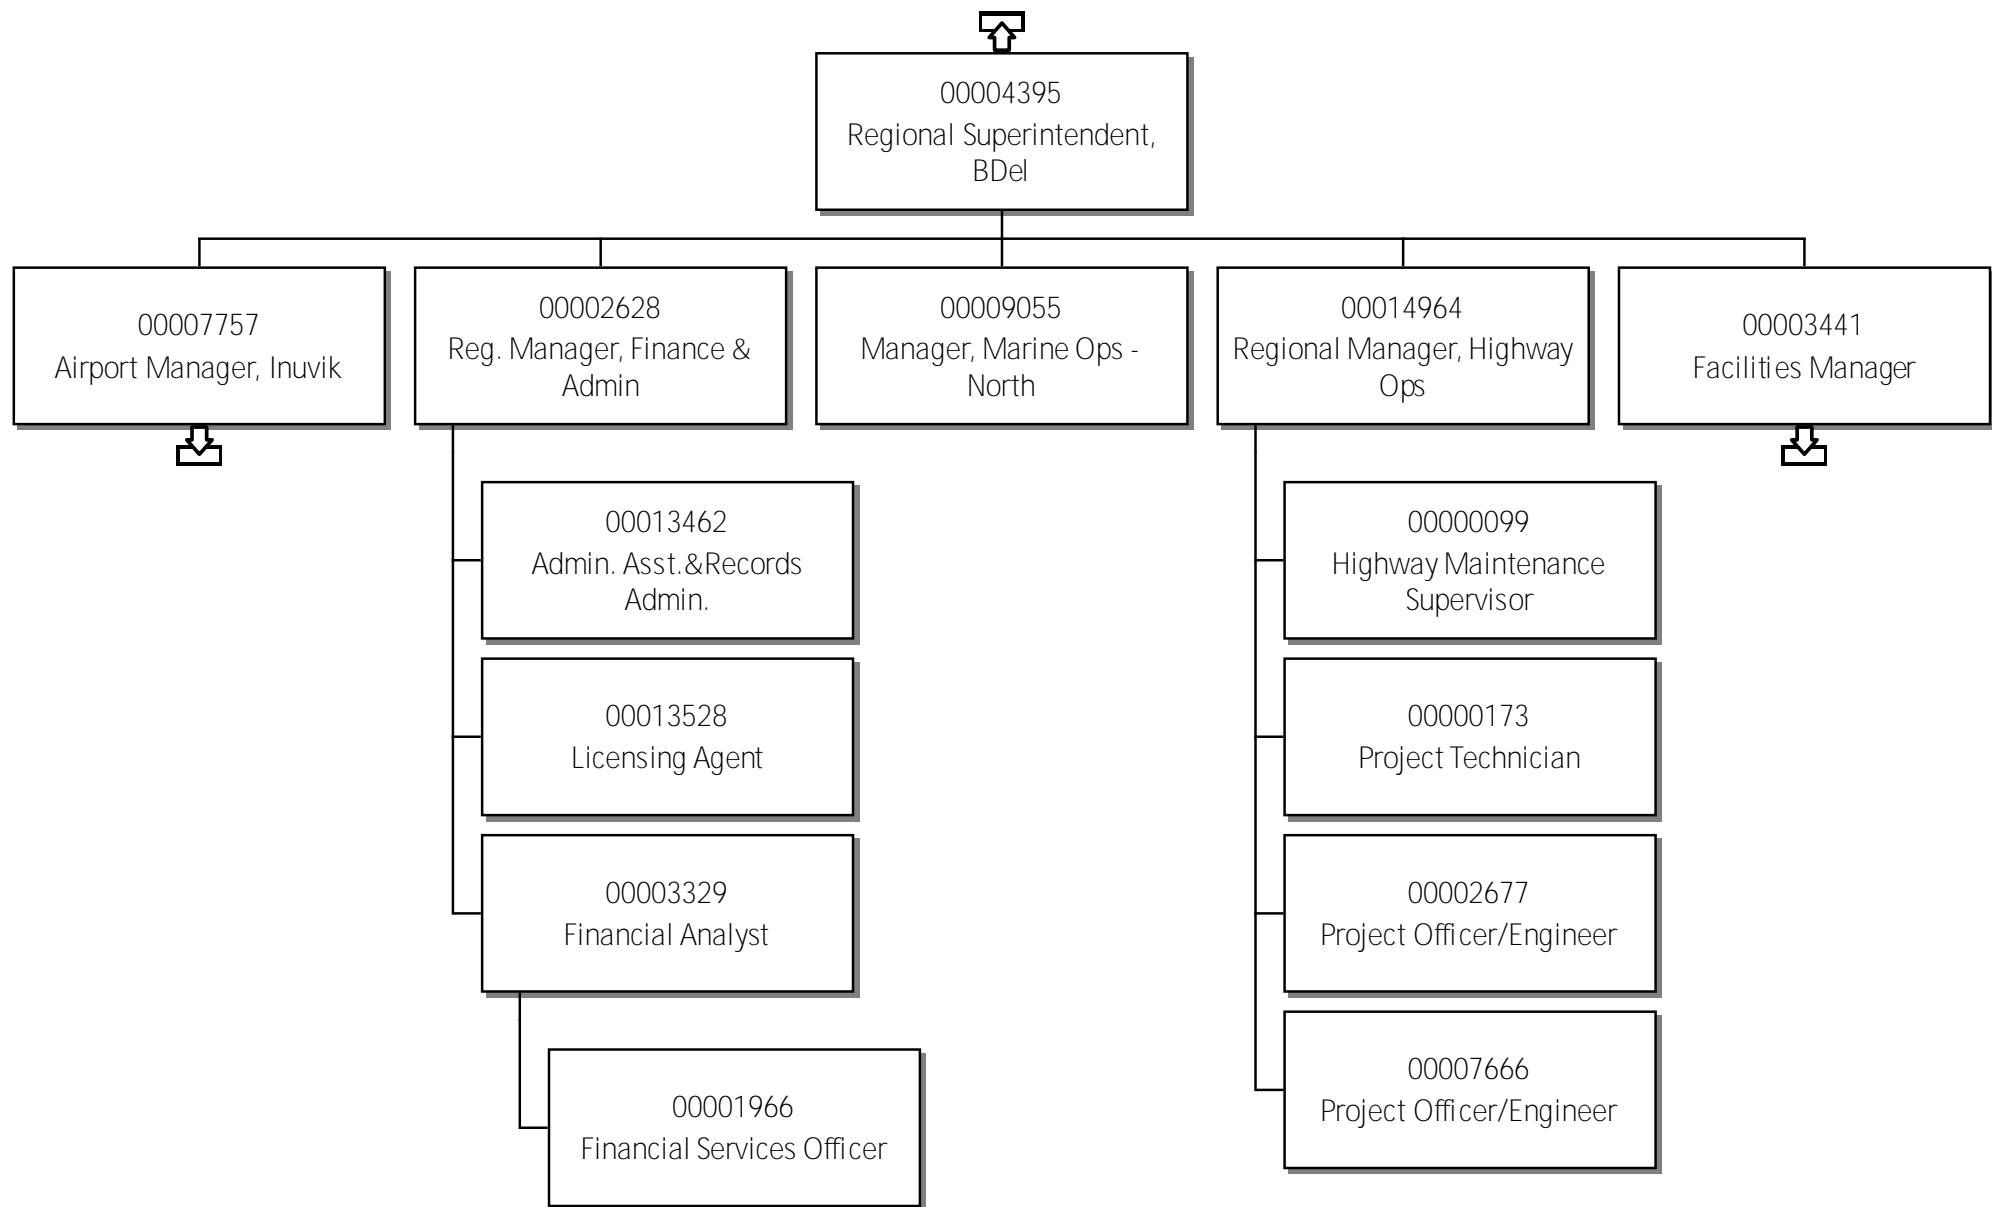 00004395
Regional Superintendent,
BDel
00007757
Airport Manager, Inuvik
00002628
Reg. Manager, Finance &
Admin
00009055
Manager, Marine Ops -
North
00014964
Regional Manager, Highway
Ops
00003441
Facilities Manager
00013462
Admin. Asst.&Records
Admin.
00013528
Licensing Agent
00003329
Financial Analyst
00001966
Financial Services Officer
00000099
Highway Maintenance
Supervisor
00000173
Project Technician
00002677
Project Officer/Engineer
00007666
Project Officer/Engineer